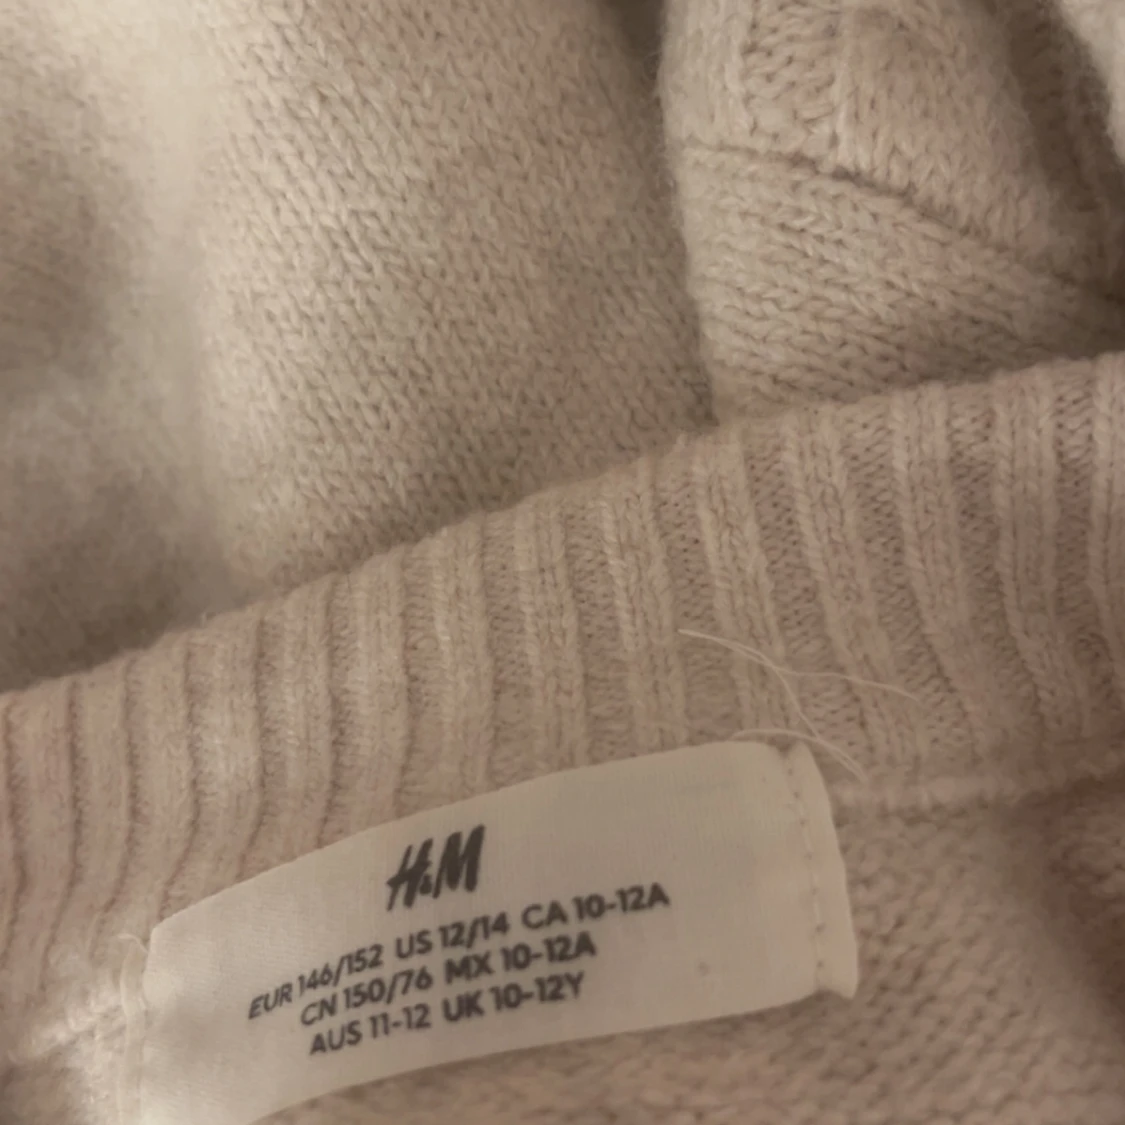 H&M
EUR 146/152 US 12/14 CA 10-12A
CN 150/76 MX 10-12A
AUS 11-12 UK 10-12Y